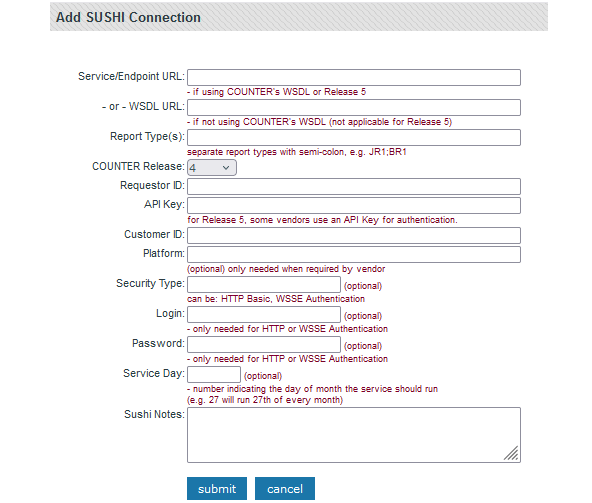 Add SUSHI Connection
Service/Endpoint URL:
- if using COUNTER's WSDL or Release 5
- or - WSDL URL:
- if not using COUNTER's WSDL (not applicable for Release 5)
Report Type(s):
separate report types with semi-colon, e.g. JR1;BR1
COUNTER Release: 4
Requestor ID:
API Key:
for Release 5, some vendors use an API Key for authentication.
Customer ID:
Platform:
(optional) only needed when required by vendor
Security Type: (optional)
can be: HTTP Basic, WSSE Authentication
Login: (optional)
- only needed for HTTP or WSSE Authentication
Password: (optional)
- only needed for HTTP or WSSE Authentication
Service Day: (optional)
- number indicating the day of month the service should run
(e.g. 27 will run 27th of every month)
Sushi Notes:
submit cancel